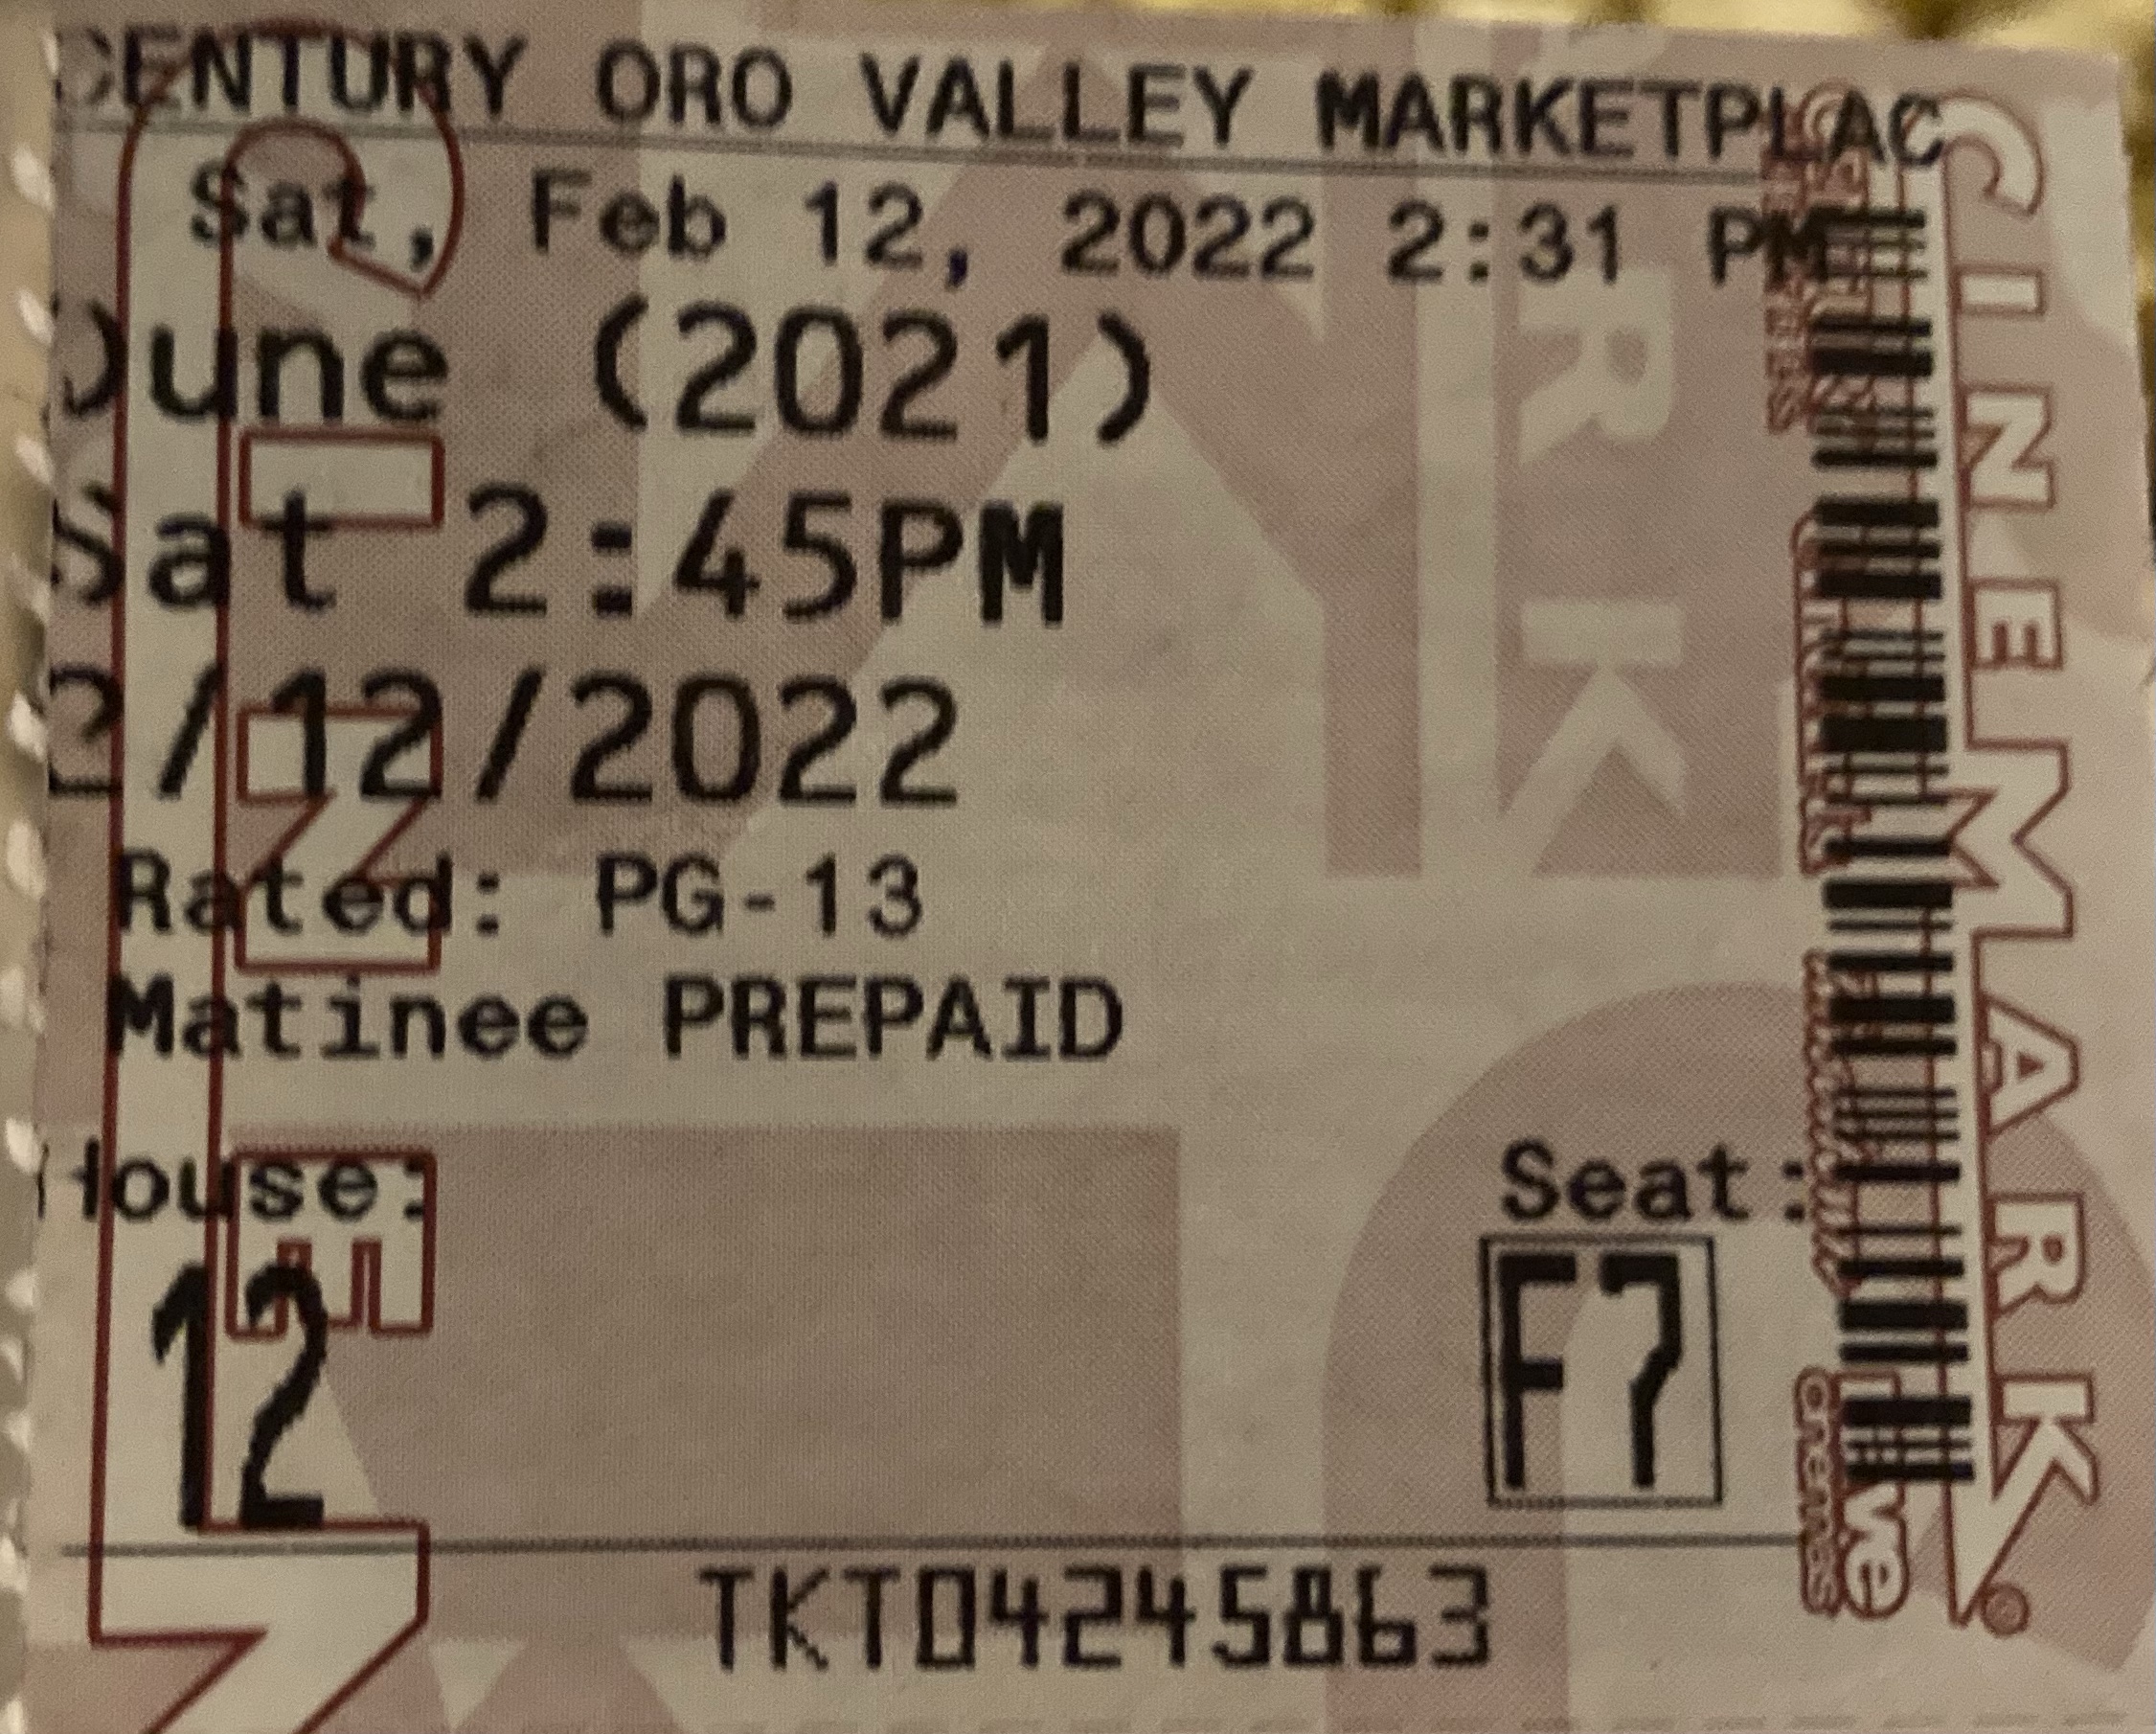 CENTURY ORO VALLEY MARKETPLAC
Sat, Feb 12, 2022 2:31 PM
Dune (2021)
Sat 2:45PM
2/12/2022
Rated: PG-13
Matinee PREPAID
House:
12
Seat:
F7
TKT04245863
CINEMARK